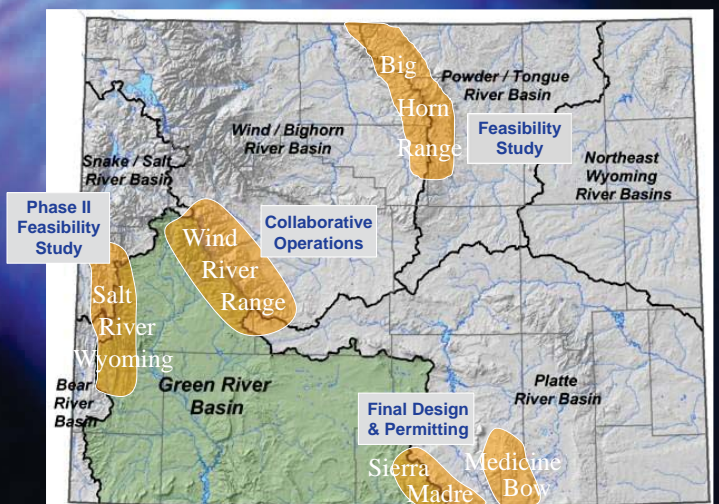 Big
Horn
Range
Powder / Tongue
River Basin
Feasibility
Study
Wind / Bighorn
River Basin
Northeast
Wyoming
River Basins
Snake / Salt
River Basin
Phase II
Feasibility
Study
Collaborative
Operations
Wind
River
Range
Salt
River
Wyoming
Bear
River
Basin
Green River
Basin
Platte
River Basin
Final Design
& Permitting
Sierra
Madre
Medicine
Bow